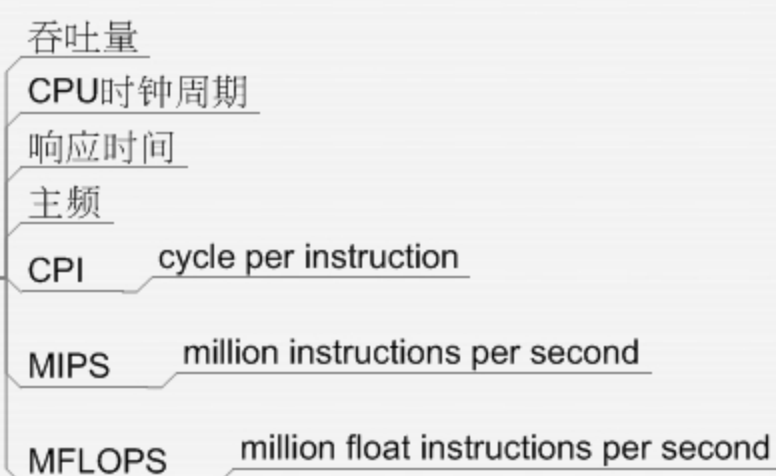 吞吐量
CPU时钟周期
响应时间
主频
CPI
cycle per instruction
MIPS
million instructions per second
MFLOPS
million float instructions per second